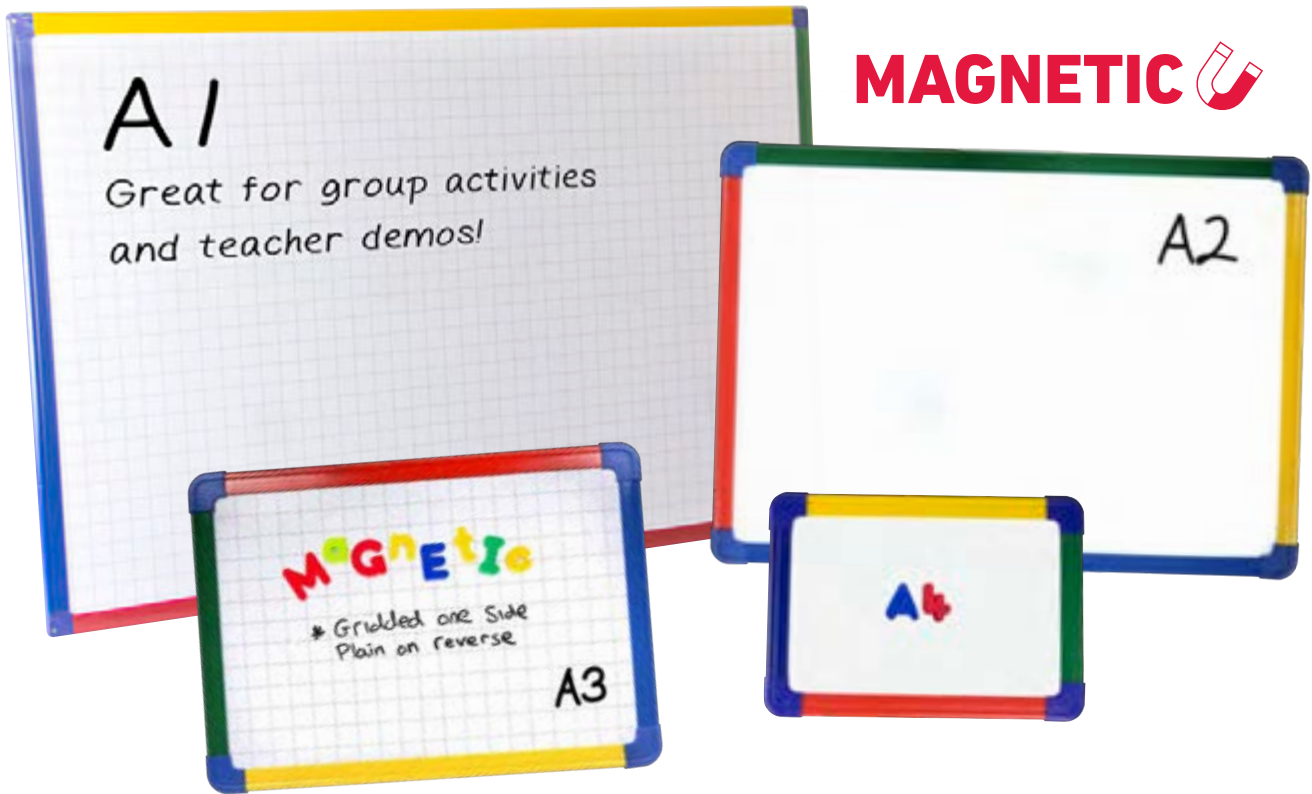 A1
Great for group activities
and teacher demos!
MAGNETIC
A2
MaGnEtIc
* Gridded one Side
Plain on reverse
A3
A4